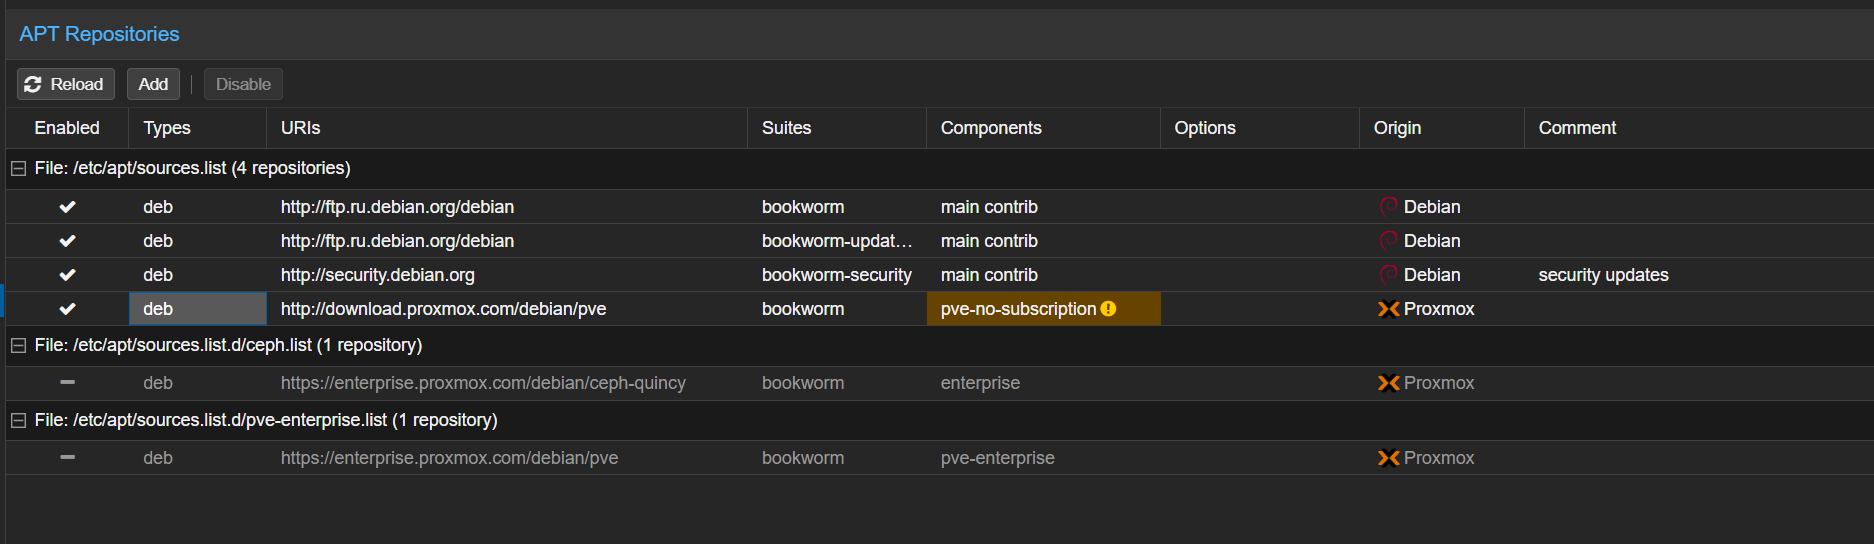 APT Repositories
Reload Add Disable
Enabled Types URIs Suites Components Options Origin Comment
File: /etc/apt/sources.list (4 repositories)
deb http://ftp.ru.debian.org/debian bookworm main contrib Debian
deb http://ftp.ru.debian.org/debian bookworm-updat… main contrib Debian
deb http://security.debian.org bookworm-security main contrib Debian security updates
deb http://download.proxmox.com/debian/pve bookworm pve-no-subscription Proxmox
File: /etc/apt/sources.list.d/ceph.list (1 repository)
deb https://enterprise.proxmox.com/debian/ceph-quincy bookworm enterprise Proxmox
File: /etc/apt/sources.list.d/pve-enterprise.list (1 repository)
deb https://enterprise.proxmox.com/debian/pve bookworm pve-enterprise Proxmox